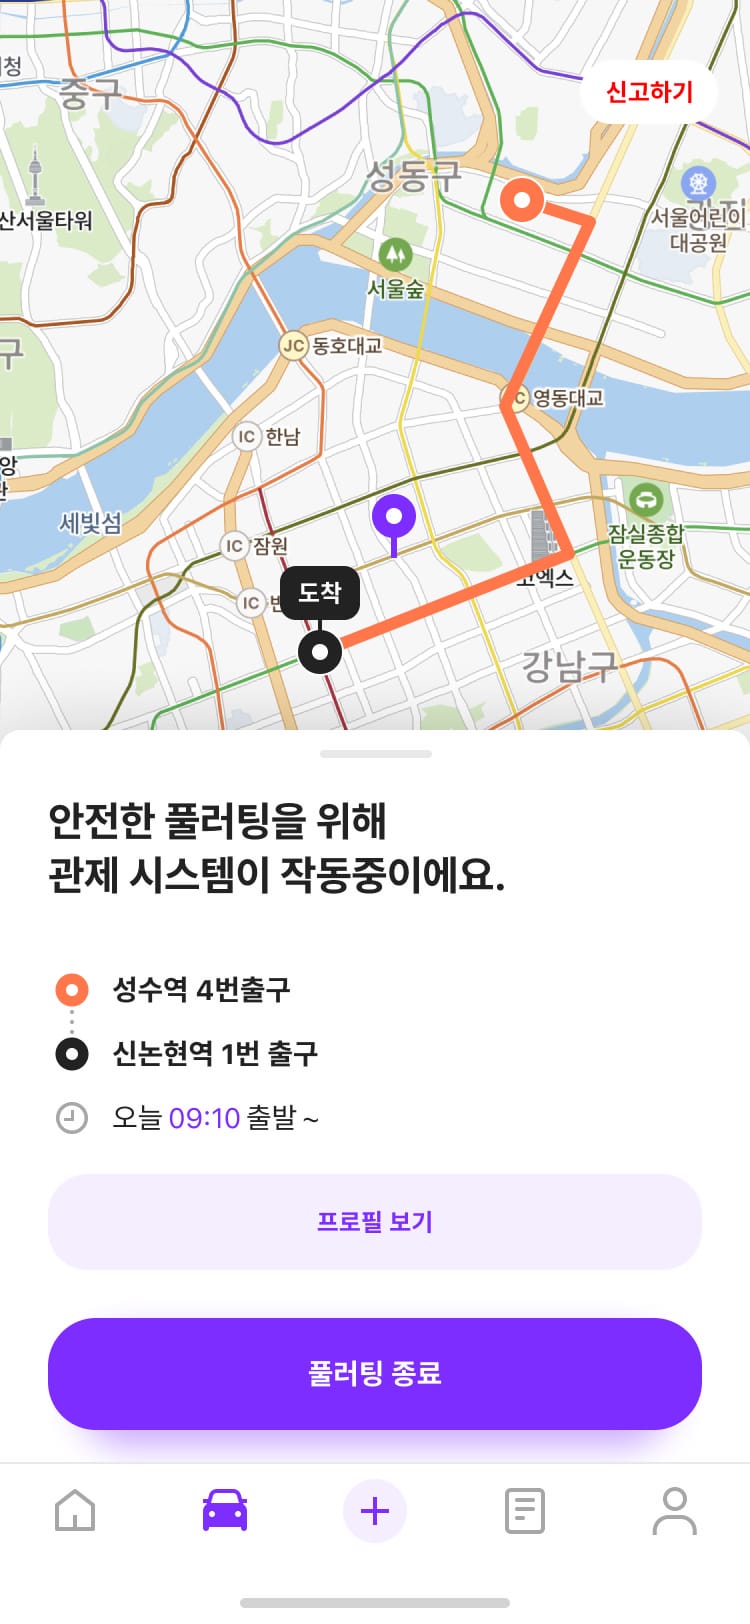 청
중구
신고하기
성동구
산서울타워
서울어린이
대공원
서울숲
구
JC 동호대교
영동대교
IC 한남
앙
관
세빛섬
잠실종합
운동장
IC 잠원
도착
코엑스
IC
강남구
안전한 풀러팅을 위해
관제 시스템이 작동중이에요.
성수역 4번출구
신논현역 1번 출구
오늘 09:10 출발 ~
프로필 보기
풀러팅 종료